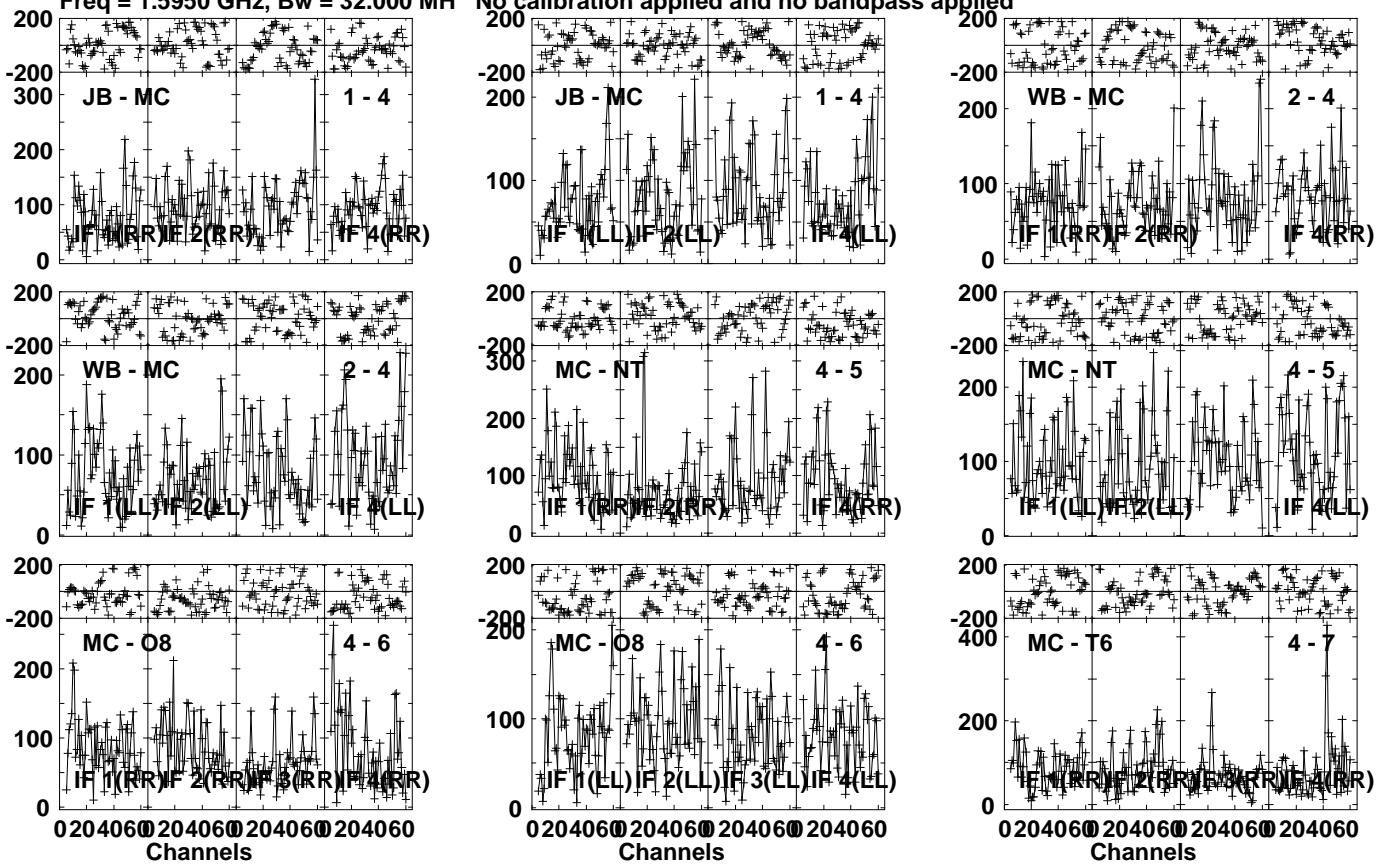 Freq = 1.5950 GHz, Bw = 32.000 MH No calibration applied and no bandpass applied
200
-200
300
200
100
0
JB - MC 1 - 4
IF 1(RR) IF 2(RR) IF 4(RR)
200
-200
200
100
0
JB - MC 1 - 4
IF 1(LL) IF 2(LL) IF 4(LL)
200
-200
200
100
0
WB - MC 2 - 4
IF 1(RR) IF 2(RR) IF 4(RR)
200
-200
200
100
0
WB - MC 2 - 4
IF 1(LL) IF 2(LL) IF 4(LL)
200
-200
300
200
100
0
MC - NT 4 - 5
IF 1(RR) IF 2(RR) IF 4(RR)
200
-200
200
100
0
MC - NT 4 - 5
IF 1(LL) IF 2(LL) IF 4(LL)
200
-200
200
100
0
MC - O8 4 - 6
IF 1(RR) IF 2(RR) IF 3(RR) IF 4(RR)
0 20 40 60 0 20 40 60 0 20 40 60 0 20 40 60
Channels
200
-200
200
100
0
MC - O8 4 - 6
IF 1(LL) IF 2(LL) IF 3(LL) IF 4(LL)
0 20 40 60 0 20 40 60 0 20 40 60 0 20 40 60
Channels
200
-200
400
200
0
MC - T6 4 - 7
IF 1(RR) IF 2(RR) IF 3(RR) IF 4(RR)
0 20 40 60 0 20 40 60 0 20 40 60 0 20 40 60
Channels